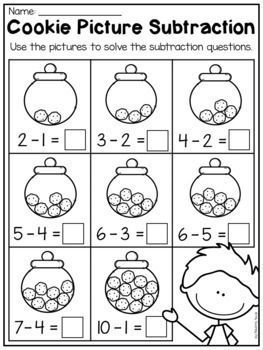 Name:
Cookie Picture Subtraction
Use the pictures to solve the subtraction questions.
2 - 1 =
3 - 2 =
4 - 2 =
5 - 4 =
6 - 3 =
6 - 5 =
7 - 4 =
10 - 1 =